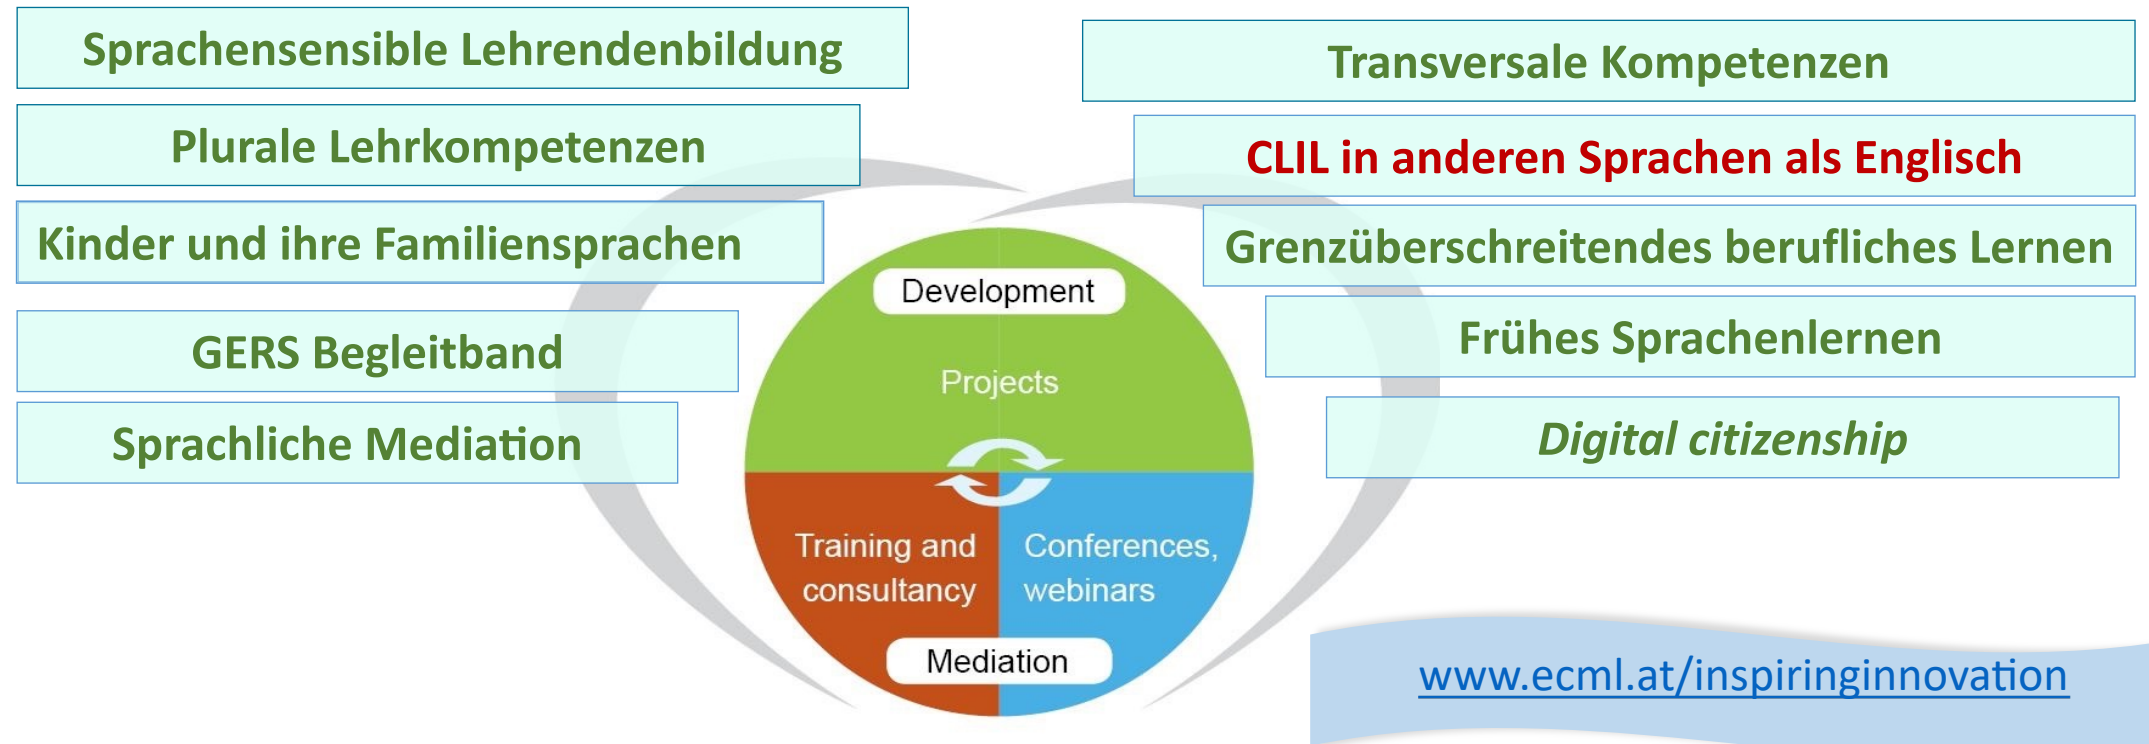 Sprachensensible Lehrendenbildung
Plurale Lehrkompetenzen
Kinder und ihre Familiensprachen
GERS Begleitband
Sprachliche Mediation
Transversale Kompetenzen
CLIL in anderen Sprachen als Englisch
Grenzüberschreitendes berufliches Lernen
Frühes Sprachenlernen
Digital citizenship
Development
Projects
Training and
consultancy
Conferences,
webinars
Mediation
www.ecml.at/inspiringinnovation